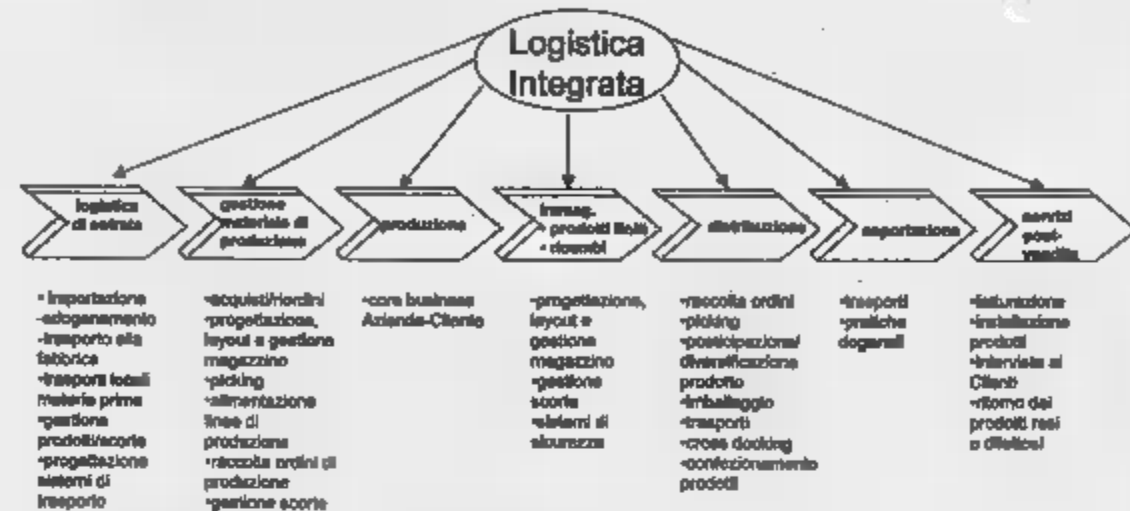 Logistica
Integrata
logistica
di entrata
gestione
materiale di
produzione
produzione
immag.
• prodotti finiti
• ricambi
distribuzione
esportazione
servizi
post-
vendita
• importazione
-sdoganamento
-trasporto alla
fabbrica
•trasporti locali
materie prime
•gestione
prodotti/scorte
•progettazione
sistemi di
trasporto
•acquisti/riordini
•progettazione,
layout e gestione
magazzino
•picking
•alimentazione
linee di
produzione
•raccolta ordini di
produzione
•gestione scorte
•core business
Azienda-Cliente
•progettazione,
layout e
gestione
magazzino
•gestione
scorte
•sistemi di
sicurezza
•raccolta ordini
•picking
•posticipazione/
diversificazione
prodotto
•imballaggio
•trasporti
•cross docking
•confezionamento
prodotti
•trasporti
•pratiche
doganali
•fatturazione
•installazione
prodotti
•intervista ai
Clienti
•ritorno dei
prodotti resi
o difettosi